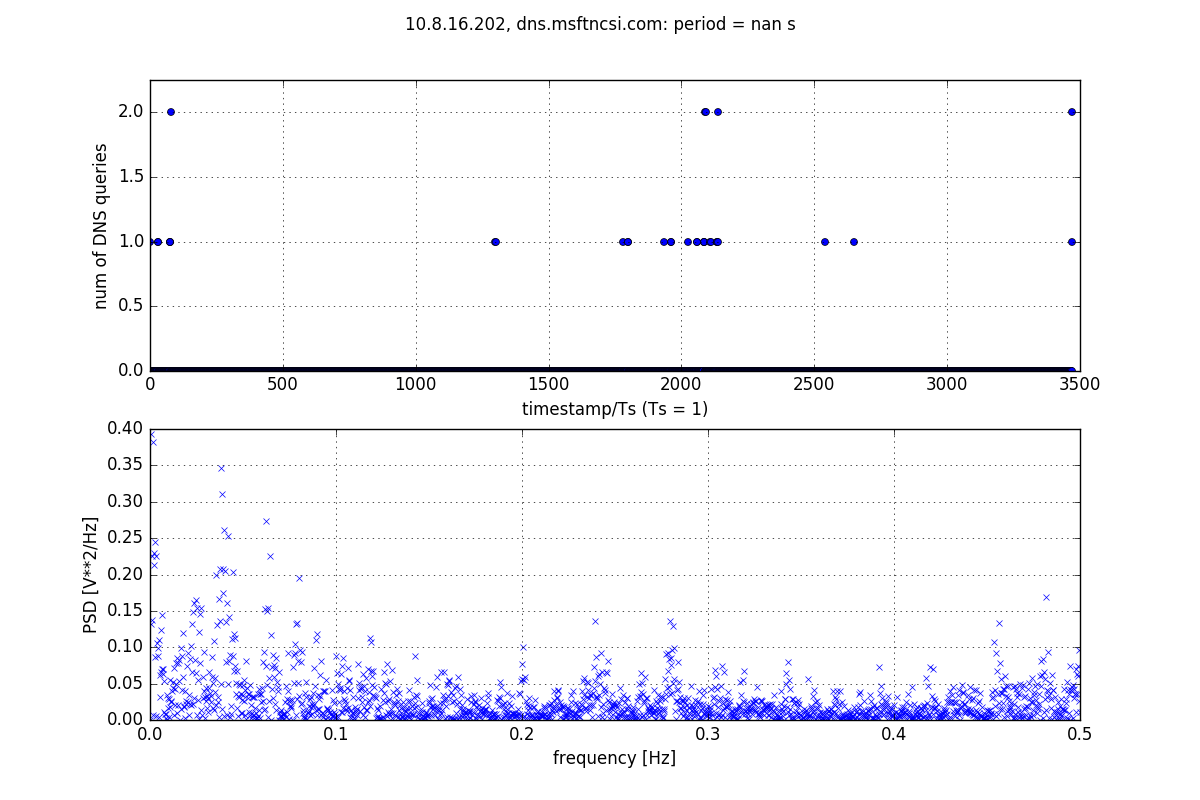 10.8.16.202, dns.msftncsi.com: period = nan s
num of DNS queries
2.0
1.5
1.0
0.5
0.0
0 500 1000 1500 2000 2500 3000 3500
timestamp/Ts (Ts = 1)
PSD [V**2/Hz]
0.40
0.35
0.30
0.25
0.20
0.15
0.10
0.05
0.00
0.0 0.1 0.2 0.3 0.4 0.5
frequency [Hz]